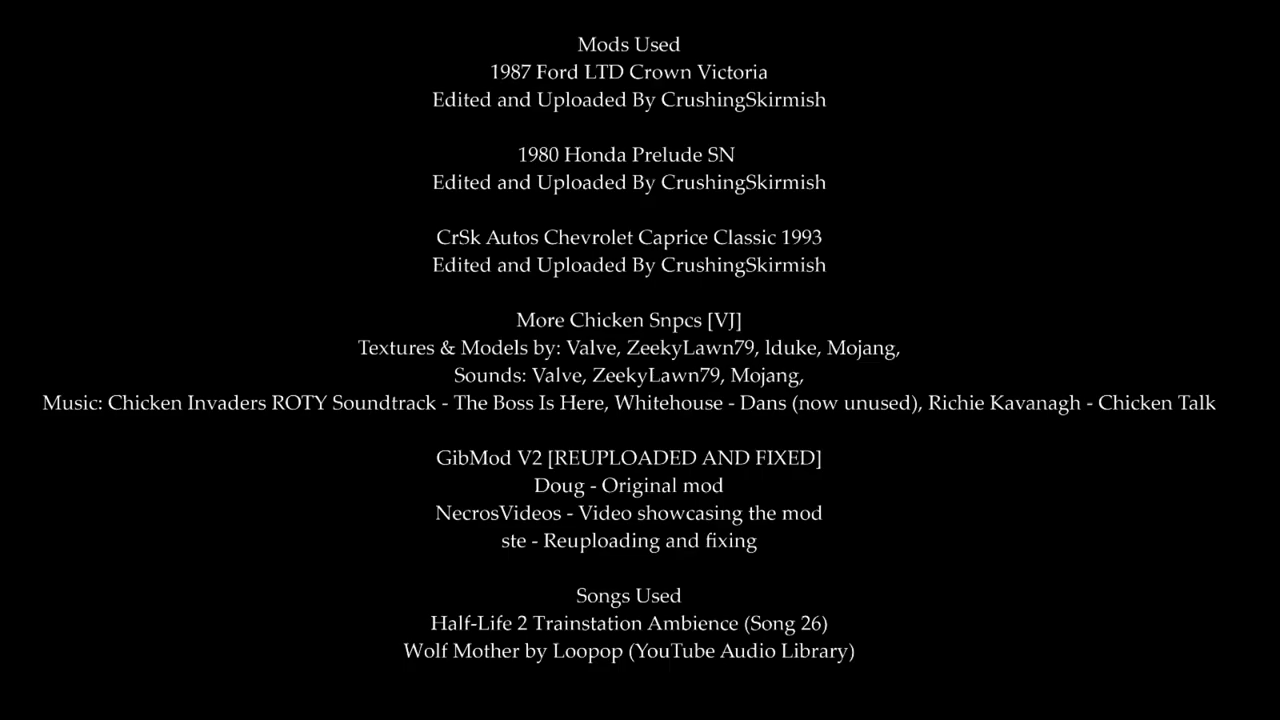 Mods Used
1987 Ford LTD Crown Victoria
Edited and Uploaded By CrushingSkirmish
1980 Honda Prelude SN
Edited and Uploaded By CrushingSkirmish
CrSk Autos Chevrolet Caprice Classic 1993
Edited and Uploaded By CrushingSkirmish
More Chicken Snpcs [VJ]
Textures & Models by: Valve, ZeekyLawn79, lduke, Mojang,
Sounds: Valve, ZeekyLawn79, Mojang,
Music: Chicken Invaders ROTY Soundtrack - The Boss Is Here, Whitehouse - Dans (now unused), Richie Kavanagh - Chicken Talk
GibMod V2 [REUPLOADED AND FIXED]
Doug - Original mod
NecrosVideos - Video showcasing the mod
ste - Reuploading and fixing
Songs Used
Half-Life 2 Trainstation Ambience (Song 26)
Wolf Mother by Loopop (YouTube Audio Library)